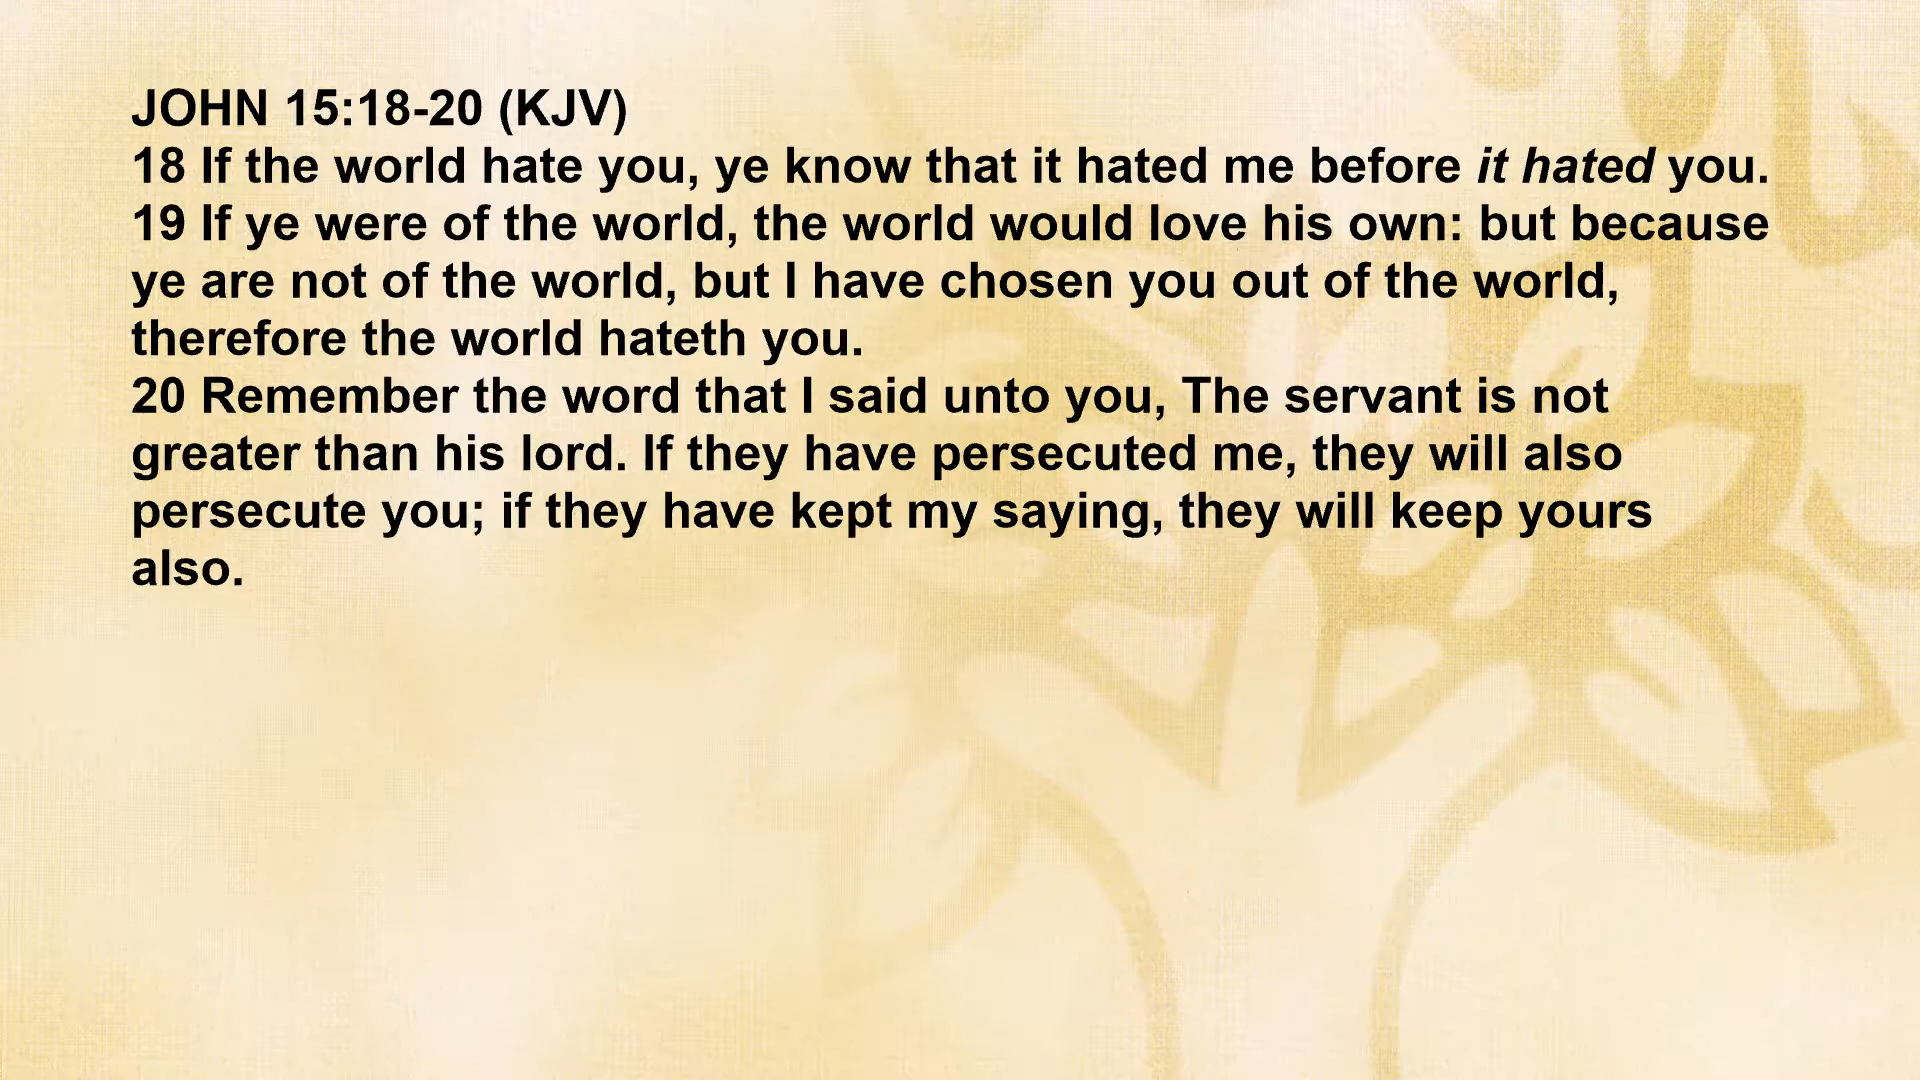 JOHN 15:18-20 (KJV)
18 If the world hate you, ye know that it hated me before it hated you.
19 If ye were of the world, the world would love his own: but because
ye are not of the world, but I have chosen you out of the world,
therefore the world hateth you.
20 Remember the word that I said unto you, The servant is not
greater than his lord. If they have persecuted me, they will also
persecute you; if they have kept my saying, they will keep yours
also.